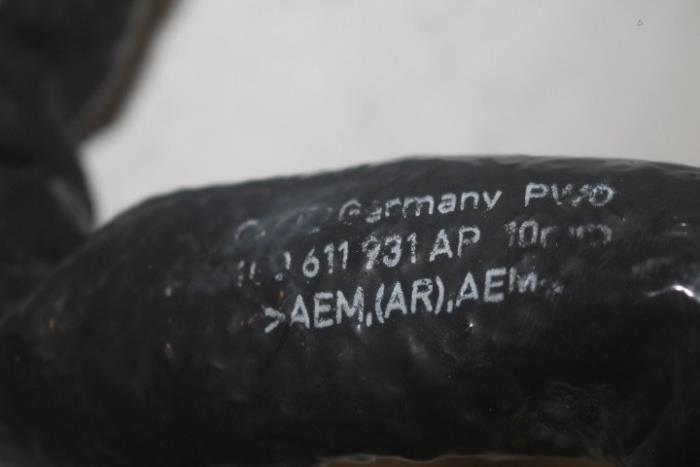 Germany PWO
611 931 AP
>AEM,(AR),AEM